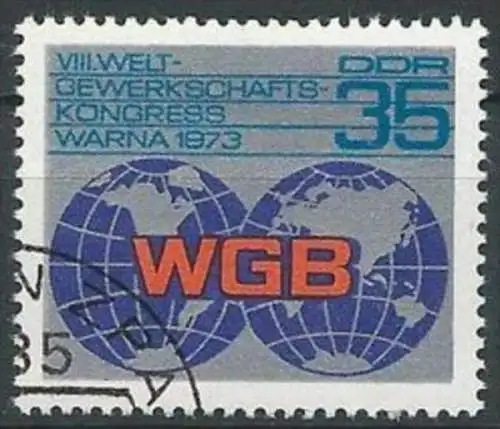 VIII.WELT-
GEWERKSCHAFTS-
KONGRESS
WARNA 1973
DDR
35
WGB